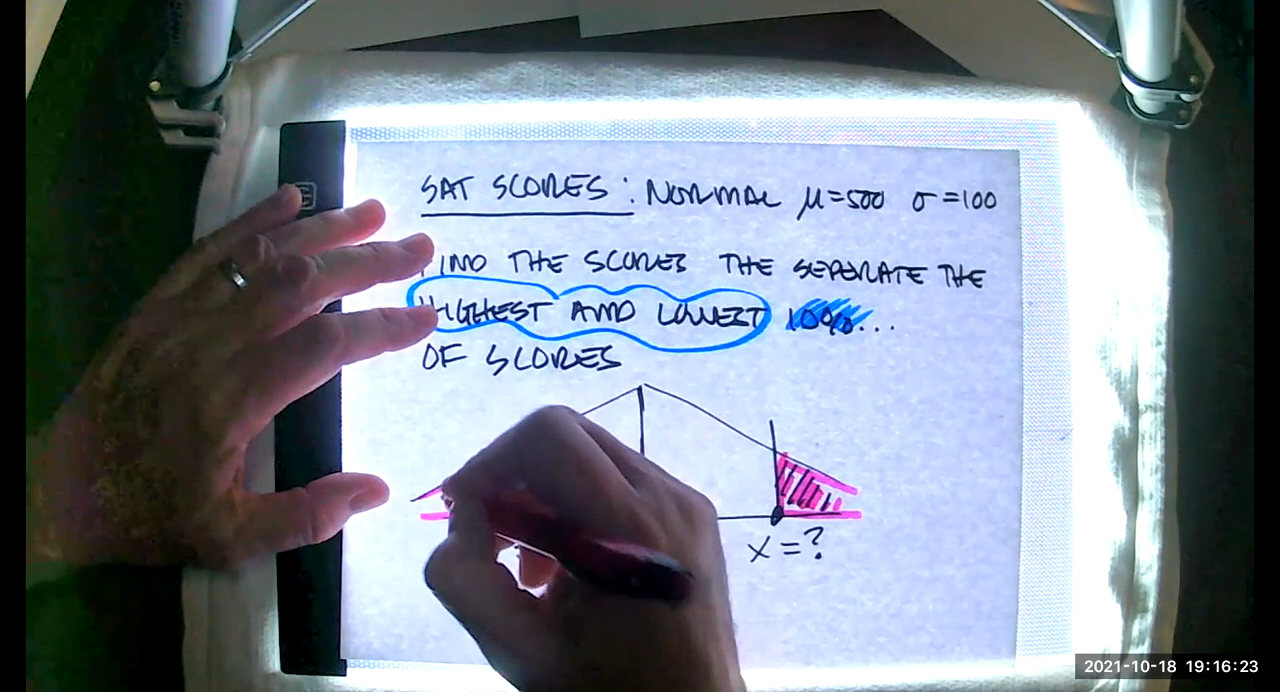 SAT SCORES: NORMAL μ=500 σ=100
FIND THE SCORES THE SEPERATE THE
HIGHEST AND LOWEST 10%...
OF SCORES
x=?
2021-10-18 19:16:23